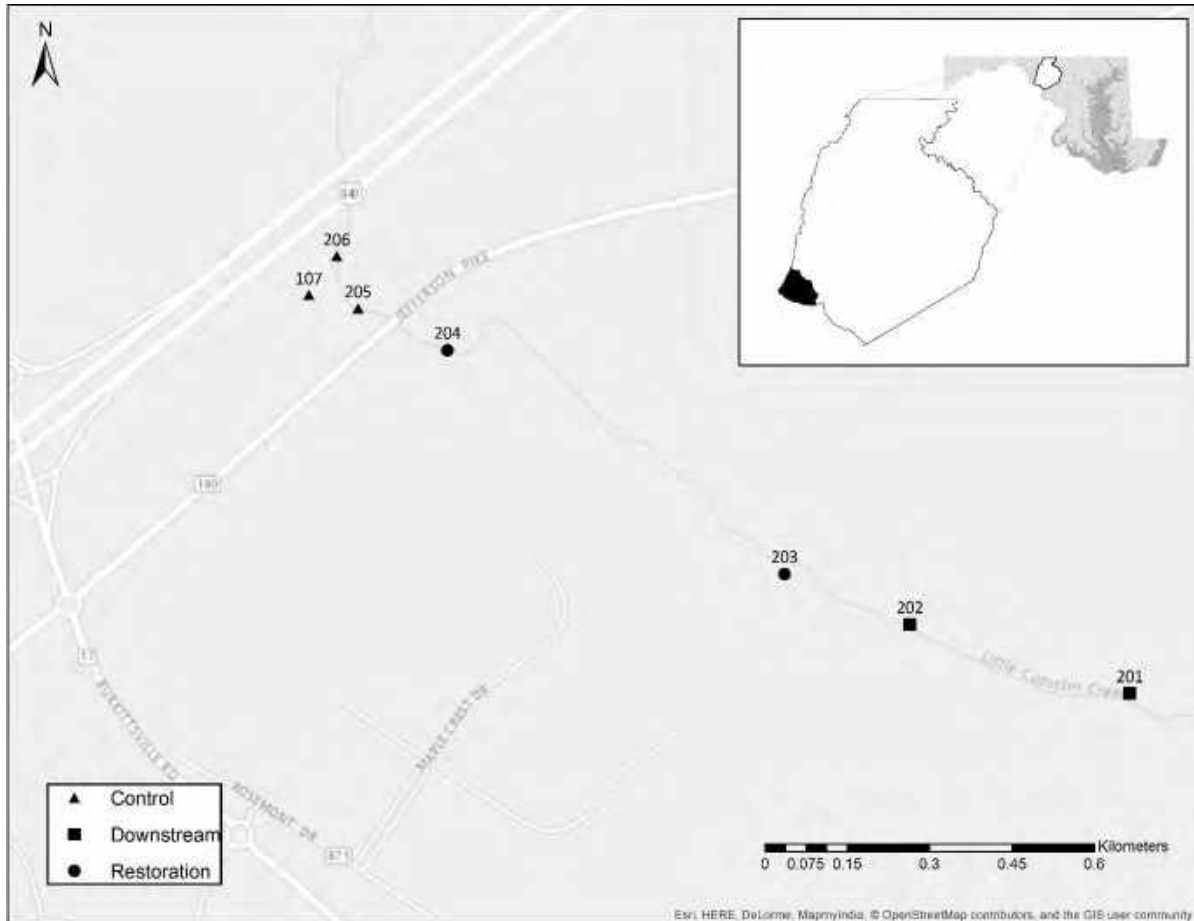 N
340
206
107
205
JEFFERSON PIKE
204
180
203
202
Little Catoctin Creek
201
17
BURKITTSVILLE RD
MAPLE CREST DR
ROSEMONT DR
871
Control
Downstream
Restoration
Kilometers
0 0.075 0.15 0.3 0.45 0.6
Esri, HERE, DeLorme, MapmyIndia, © OpenStreetMap contributors, and the GIS user community